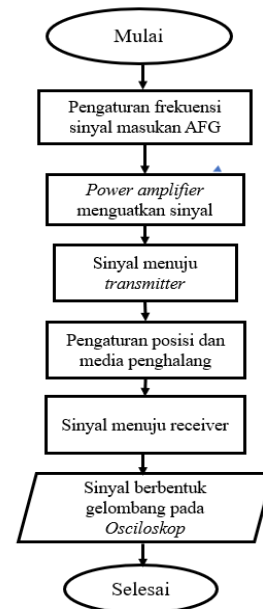 Mulai
Pengaturan frekuensi
sinyal masukan AFG
Power amplifier
menguatkan sinyal
Sinyal menuju
transmitter
Pengaturan posisi dan
media penghalang
Sinyal menuju receiver
Sinyal berbentuk
gelombang pada
Osciloskop
Selesai